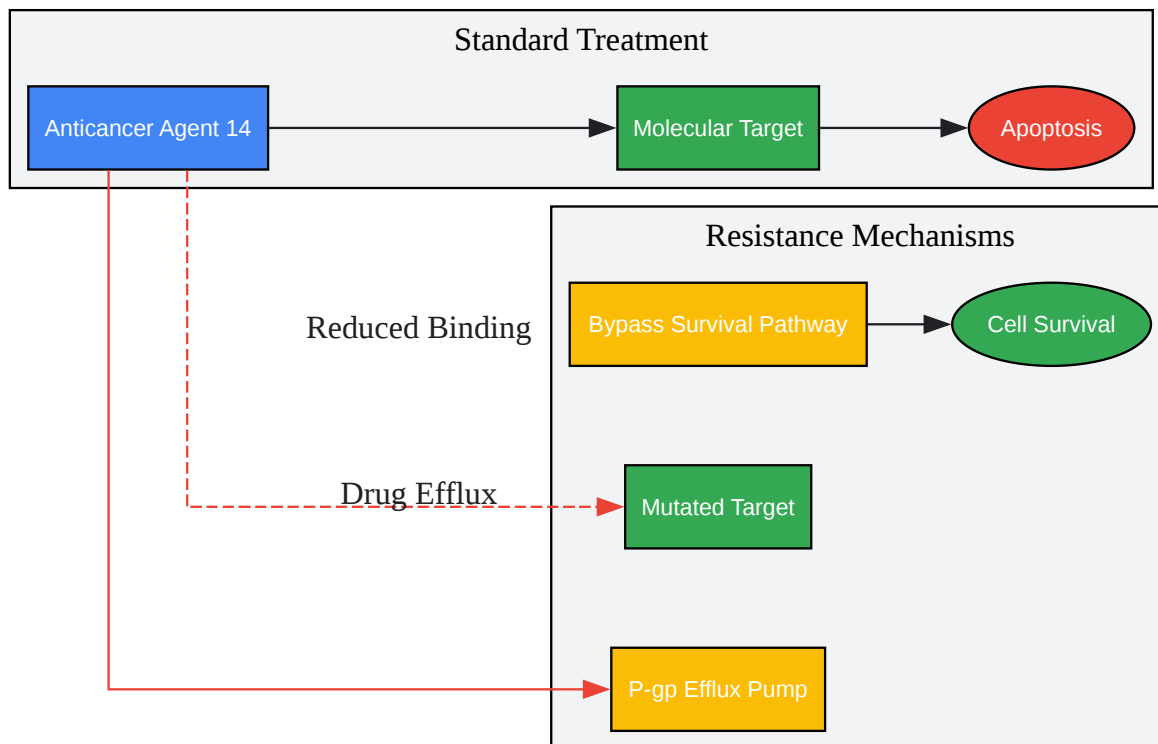 Standard Treatment
Anticancer Agent 14
Molecular Target
Apoptosis
Resistance Mechanisms
Reduced Binding
Bypass Survival Pathway
Cell Survival
Drug Efflux
Mutated Target
P-gp Efflux Pump